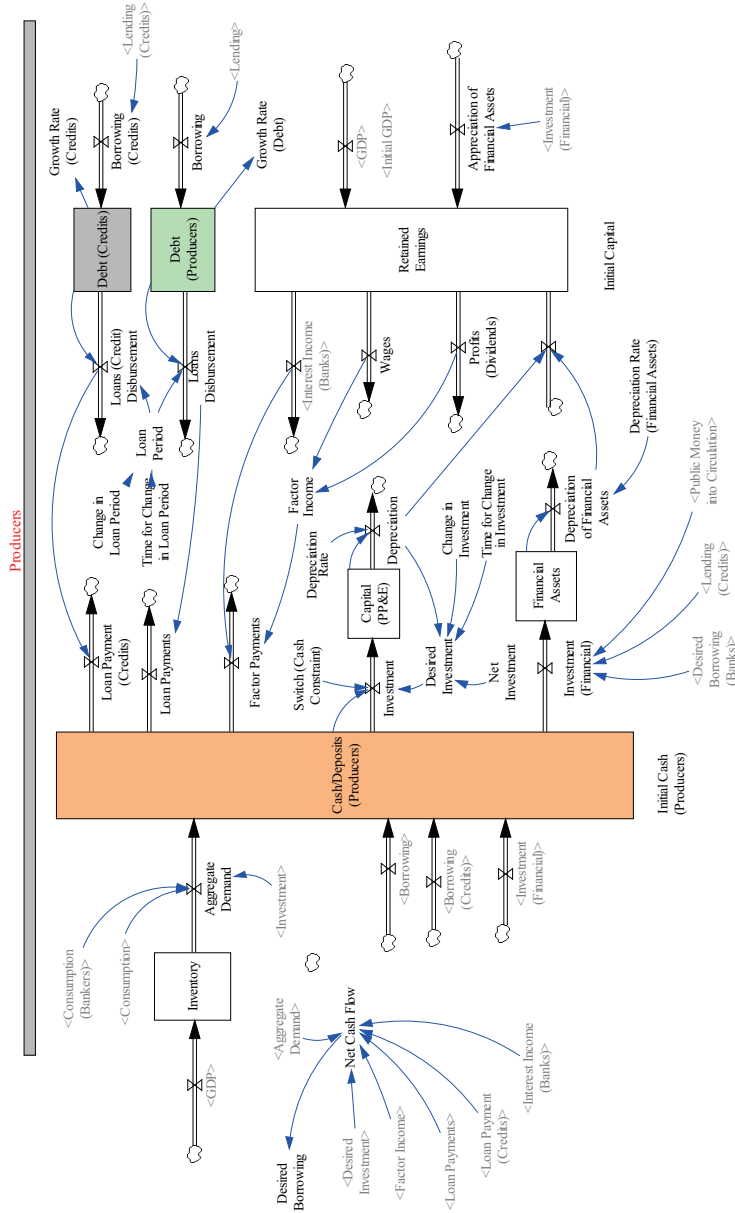 Producers
<Lending
(Credits)>
Growth Rate
(Credits)
Borrowing
(Credits)
Debt (Credits)
Loans (Credit)
Disbursement
<Lending>
Borrowing
Growth Rate
(Debt)
Debt
(Producers)
Loans
Disbursement
Loan
Period
Change in
Loan Period
Time for Change
in Loan Period
Loan Payment
(Credits)
Loan Payments
Factor Payments
<GDP>
<Initial GDP>
Appreciation of
Financial Assets
<Investment
(Financial)>
Retained
Earnings
Initial Capital
<Interest Income
(Banks)>
Wages
Profits
(Dividends)
Factor
Income
Depreciation
Rate
Depreciation
Capital
(PP&E)
Switch (Cash
Constraint)
Investment
Desired
Investment
Change in
Investment
Time for Change
in Investment
Net
Investment
Depreciation Rate
(Financial Assets)
Depreciation
of Financial
Assets
Financial
Assets
Investment
(Financial)
<Public Money
into Circulation>
<Lending
(Credits)>
<Desired
Borrowing
(Banks)>
Cash/Deposits
(Producers)
Initial Cash
(Producers)
<Consumption
(Bankers)>
<Consumption>
Aggregate
Demand
<Investment>
Inventory
<GDP>
<Borrowing>
<Borrowing
(Credits)>
<Investment
(Financial)>
<Aggregate
Demand>
Net Cash Flow
Desired
Borrowing
<Desired
Investment>
<Factor Income>
<Loan Payments>
<Loan Payment
(Credits)>
<Interest Income
(Banks)>